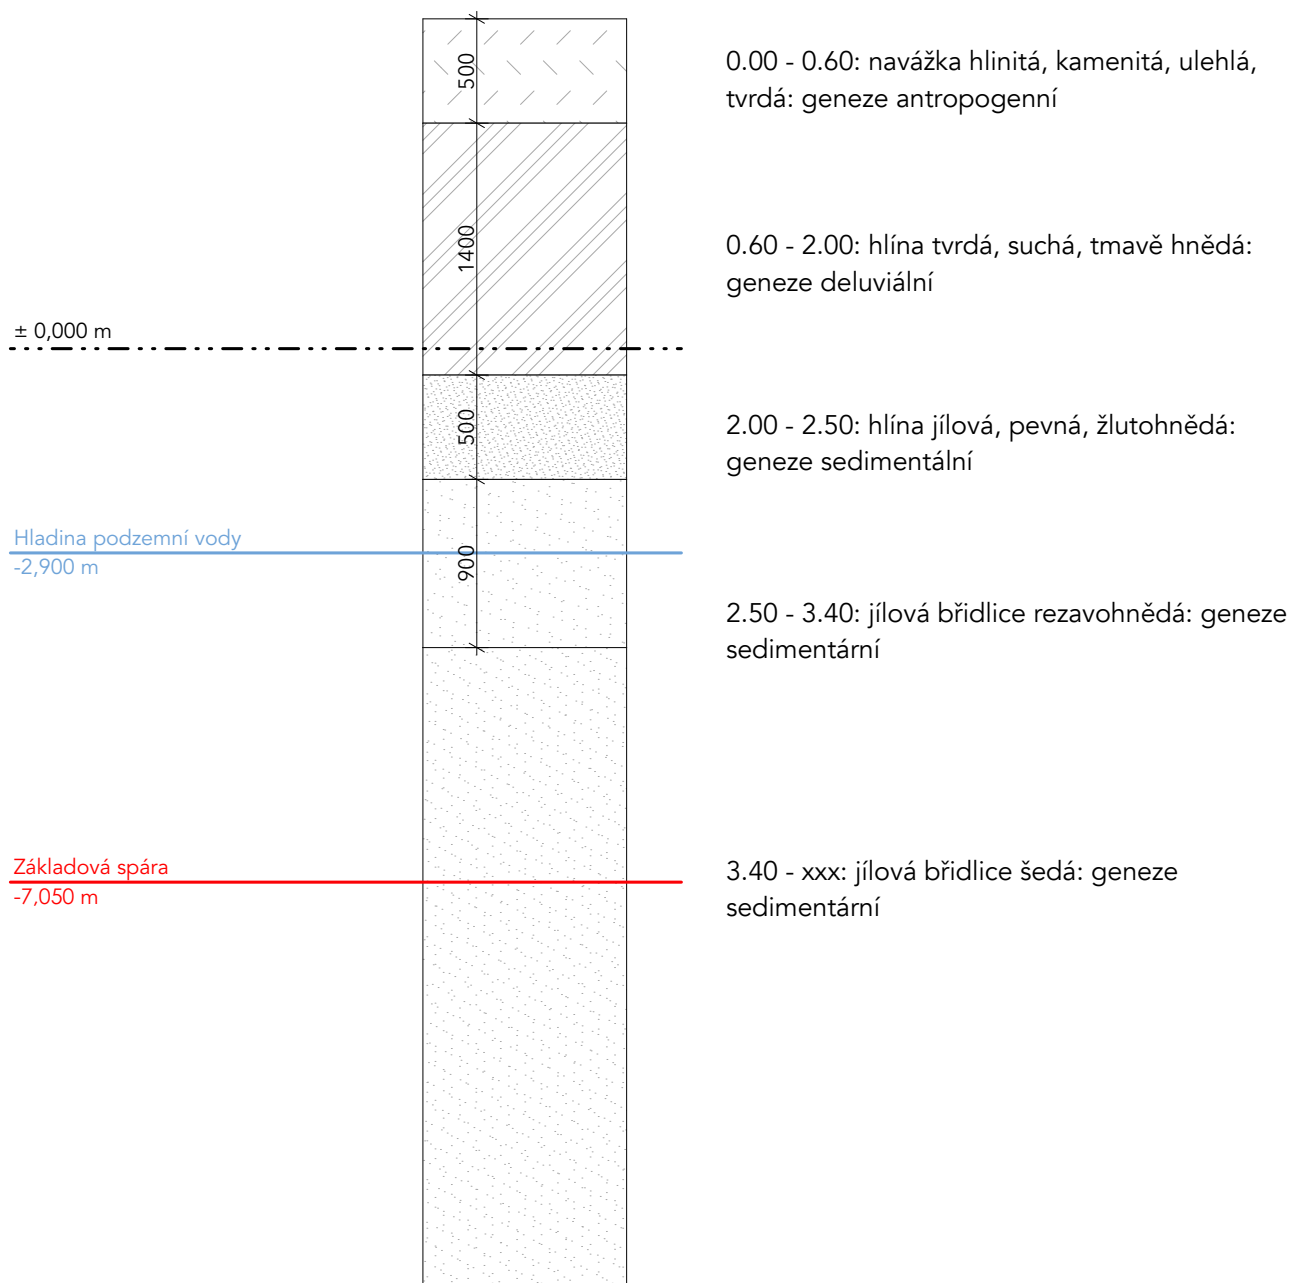 500
0.00 - 0.60: navážka hlinitá, kamenitá, ulehlá,
tvrdá: geneze antropogenní
1400
0.60 - 2.00: hlína tvrdá, suchá, tmavě hnědá:
geneze deluviální
± 0,000 m
500
2.00 - 2.50: hlína jílová, pevná, žlutohnědá:
geneze sedimentální
Hladina podzemní vody
-2,900 m
900
2.50 - 3.40: jílová břidlice rezavohnědá: geneze
sedimentární
Základová spára
-7,050 m
3.40 - xxx: jílová břidlice šedá: geneze
sedimentární